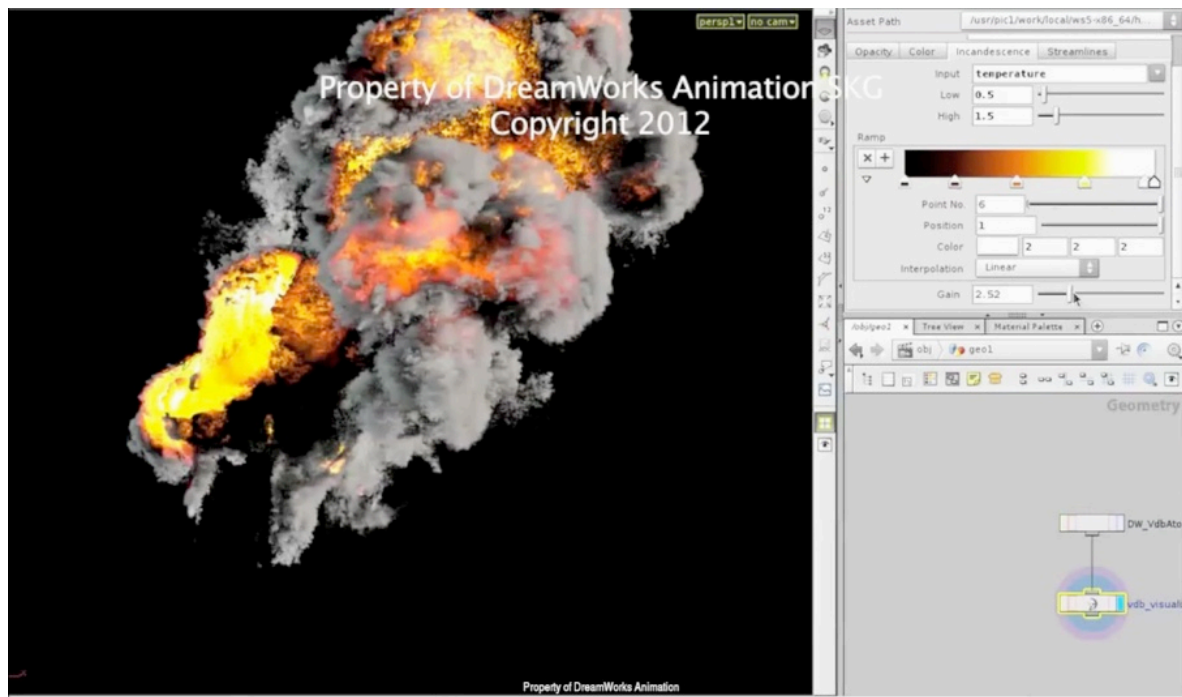 persp1
no cam
Property of DreamWorks Animation SKG
Copyright 2012
Property of DreamWorks Animation
Asset Path /usr/pic1/work/local/ws5-x86_64/h...
Opacity Color Incandescence Streamlines
Input temperature
Low 0.5
High 1.5
Ramp
Point No. 6
Position 1
Color 2 2 2
Interpolation Linear
Gain 2.52
/obj/geo1 Tree View Material Palette
obj geo1
Geometry
DW_VdbAto
vdb_visuali